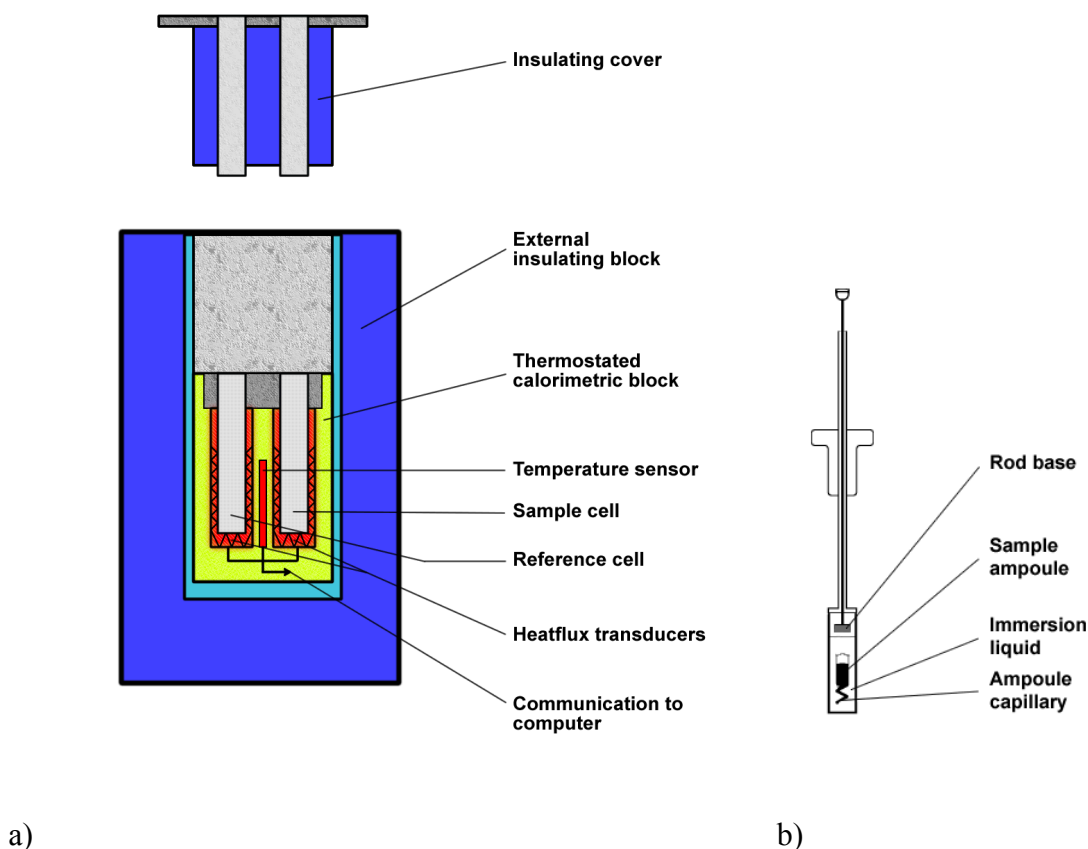 Insulating cover
External
insulating block
Thermostated
calorimetric block
Temperature sensor
Sample cell
Reference cell
Heatflux transducers
Communication to
computer
Rod base
Sample
ampoule
Immersion
liquid
Ampoule
capillary
a)
b)